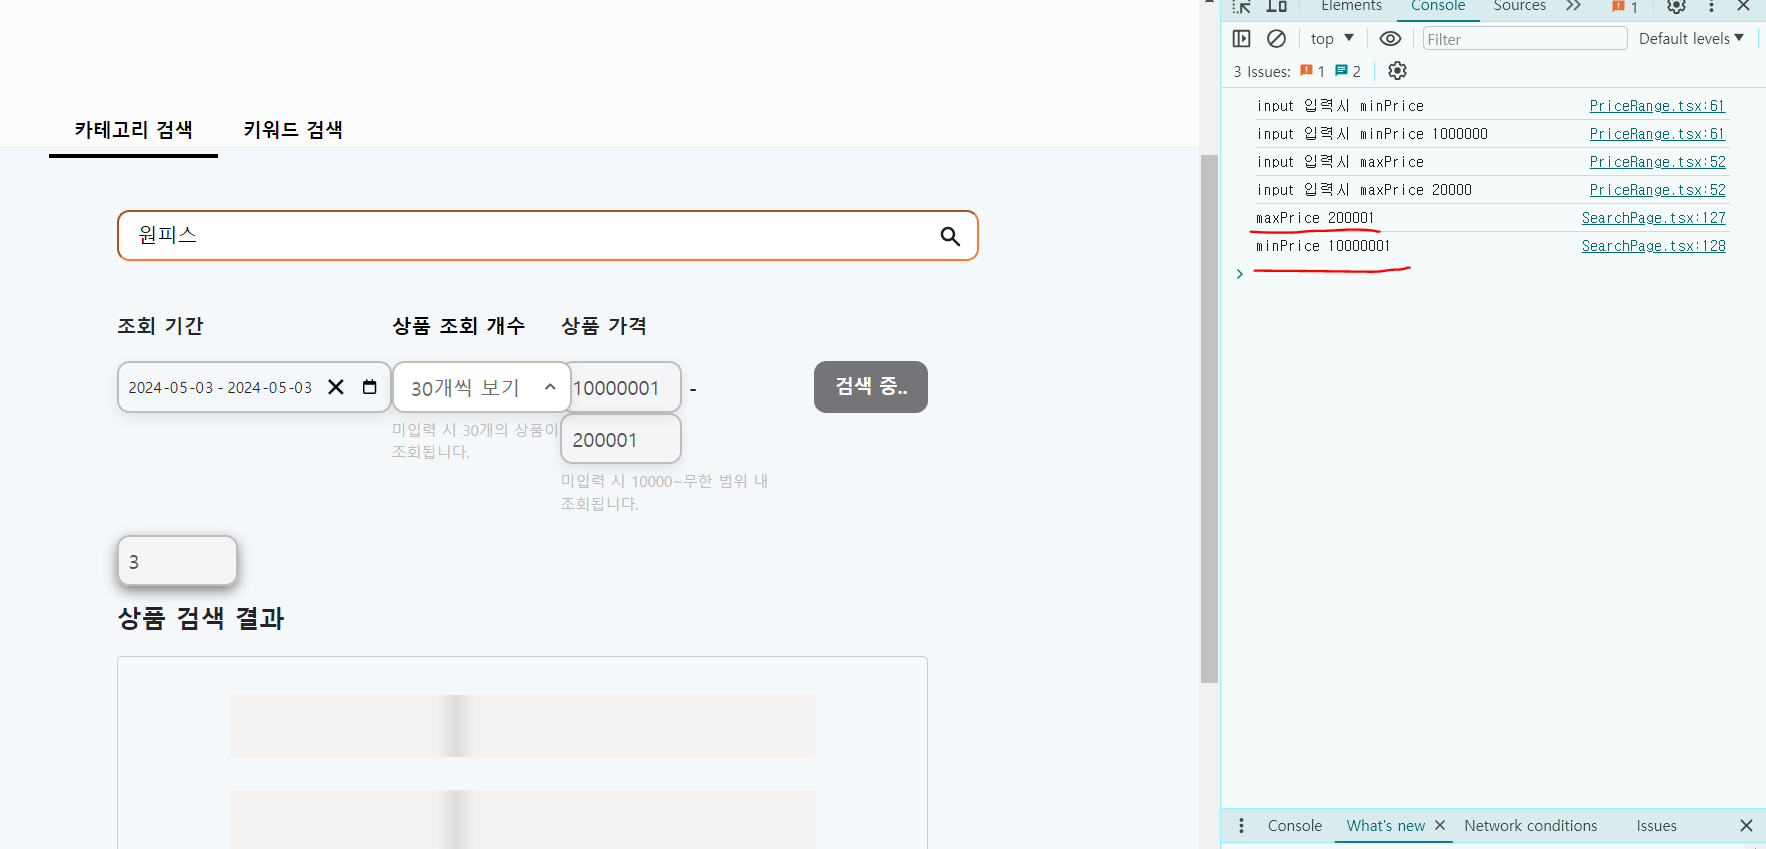 카테고리 검색 키워드 검색
원피스
조회 기간 상품 조회 개수 상품 가격
2024-05-03 - 2024-05-03 30개씩 보기 10000001 - 검색 중..
미입력 시 30개의 상품이
조회됩니다.
200001
미입력 시 10000~무한 범위 내
조회됩니다.
3
상품 검색 결과
Elements Console Sources 1
top Filter Default levels
3 Issues: 1 2
input 입력시 minPrice PriceRange.tsx:61
input 입력시 minPrice 1000000 PriceRange.tsx:61
input 입력시 maxPrice PriceRange.tsx:52
input 입력시 maxPrice 20000 PriceRange.tsx:52
maxPrice 200001 SearchPage.tsx:127
minPrice 10000001 SearchPage.tsx:128
Console What's new Network conditions Issues